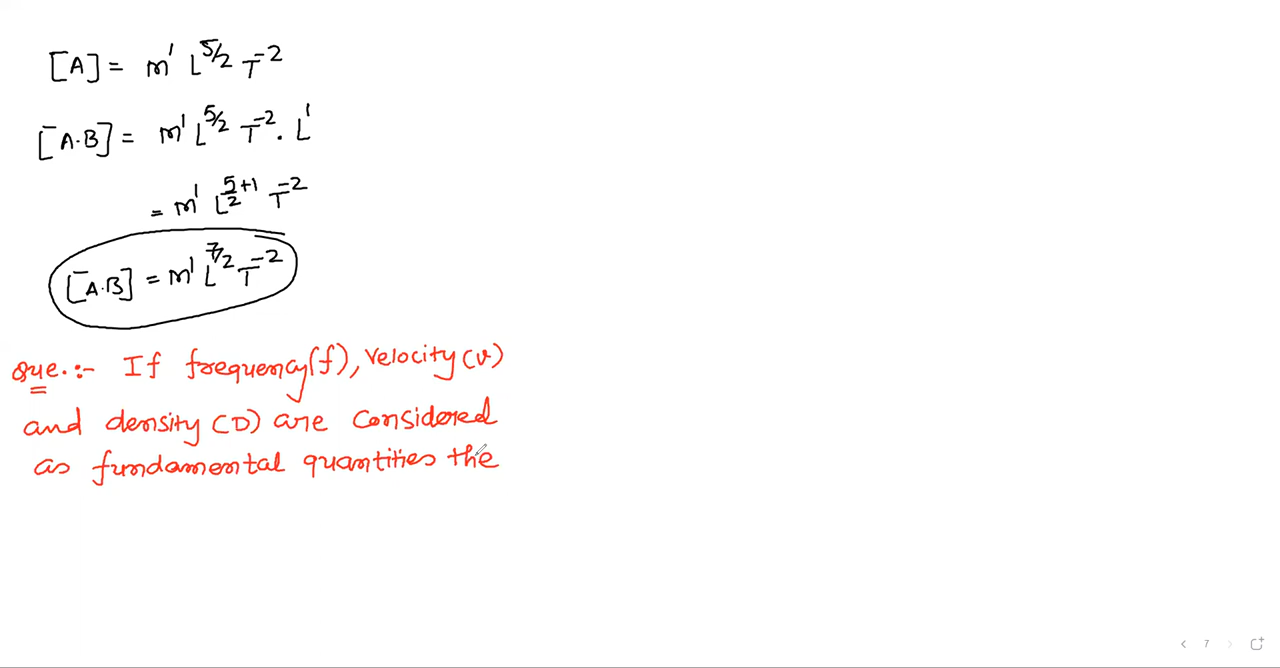 [A] = M¹ L^5/2 T^-2
[A·B] = M¹ L^5/2 T^-2 · L¹
= M¹ L^5/2+1 T^-2
[A·B] = M¹ L^7/2 T^-2
Que. :- If frequency(f), velocity(v)
and density(D) are considered
as fundamental quantities the
7